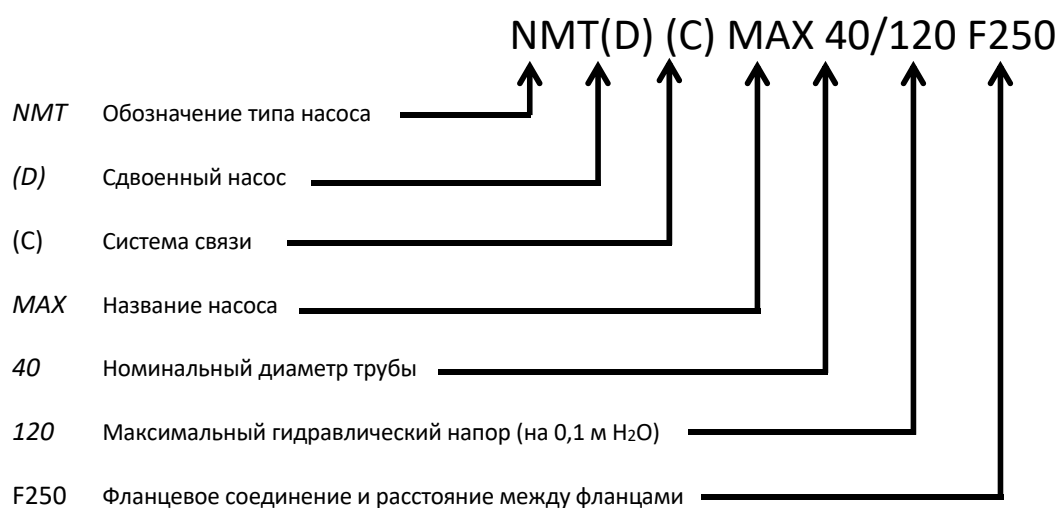 NMT(D) (C) MAX 40/120 F250
NMT Обозначение типа насоса
(D) Сдвоенный насос
(C) Система связи
MAX Название насоса
40 Номинальный диаметр трубы
120 Максимальный гидравлический напор (на 0,1 м H2O)
F250 Фланцевое соединение и расстояние между фланцами